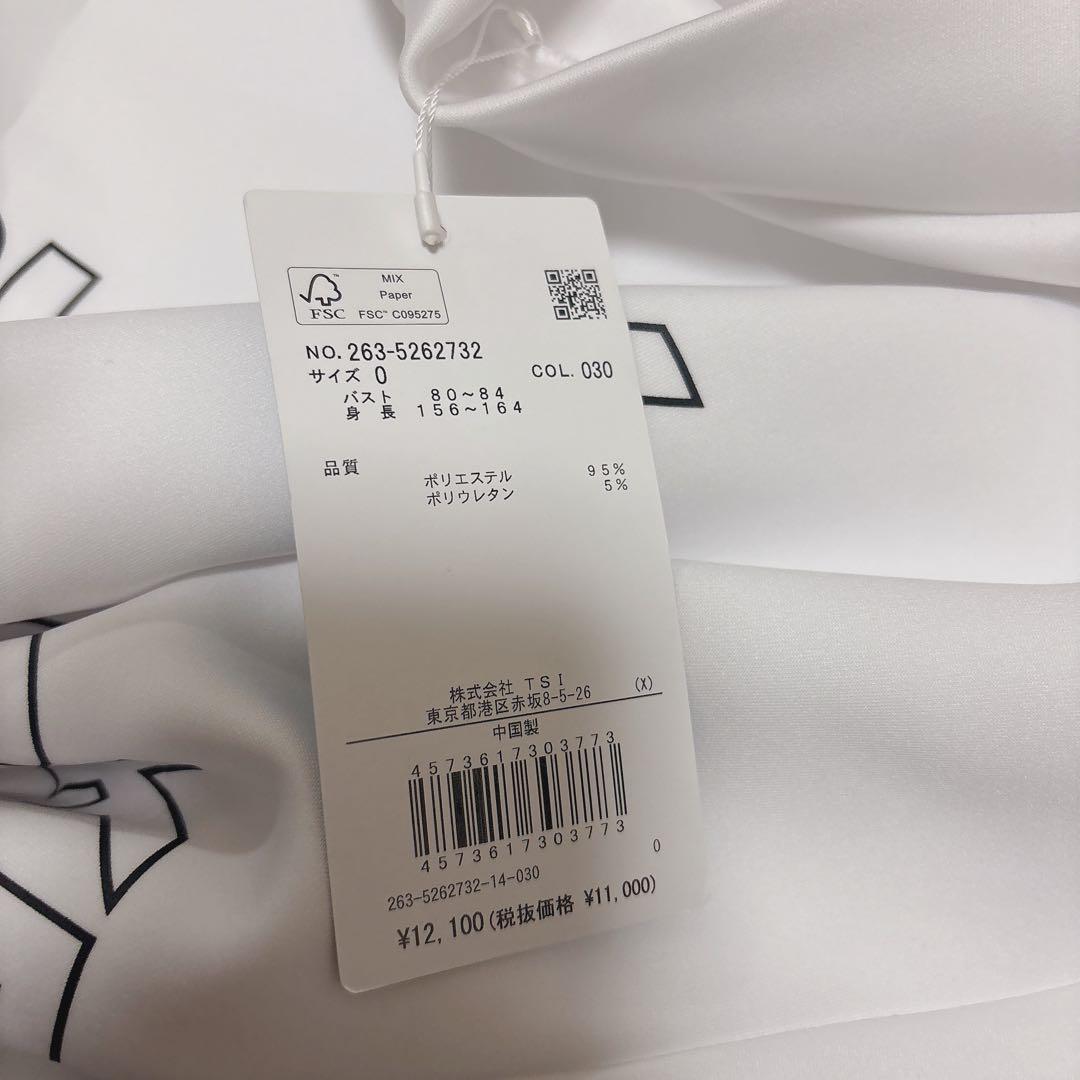 MIX
Paper
FSC™ C095275
FSC
NO. 263-5262732
サイズ 0 COL. 030
バスト 80~84
身 長 156~164
品質
ポリエステル 95%
ポリウレタン 5%
株式会社 TSI
東京都港区赤坂8-5-26 (X)
中国製
4573617303773
4573617303773
263-5262732-14-030 0
¥12,100(税抜価格 ¥11,000)